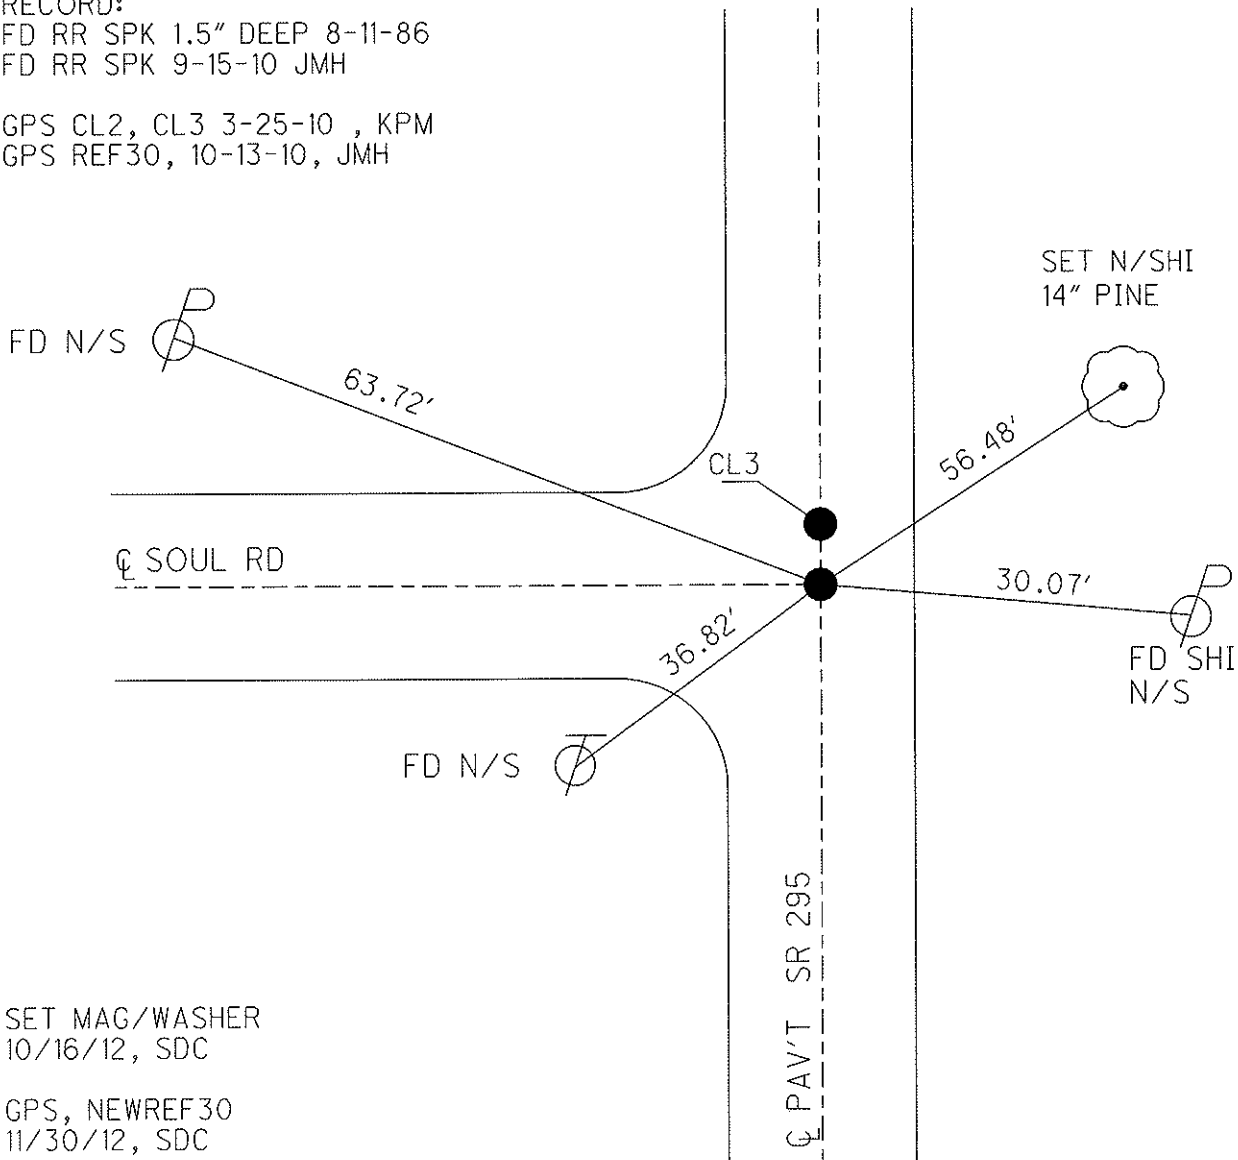 RECORD:
FD RR SPK 1.5" DEEP 8-11-86
FD RR SPK 9-15-10 JMH
GPS CL2, CL3 3-25-10 , KPM
GPS REF30, 10-13-10, JMH
SET N/SHI
14" PINE
FD N/S
63.72'
CL3
56.48'
℄ SOUL RD
30.07'
36.82'
FD SHI
N/S
FD N/S
℄ PAV'T SR 295
SET MAG/WASHER
10/16/12, SDC
GPS, NEWREF30
11/30/12, SDC